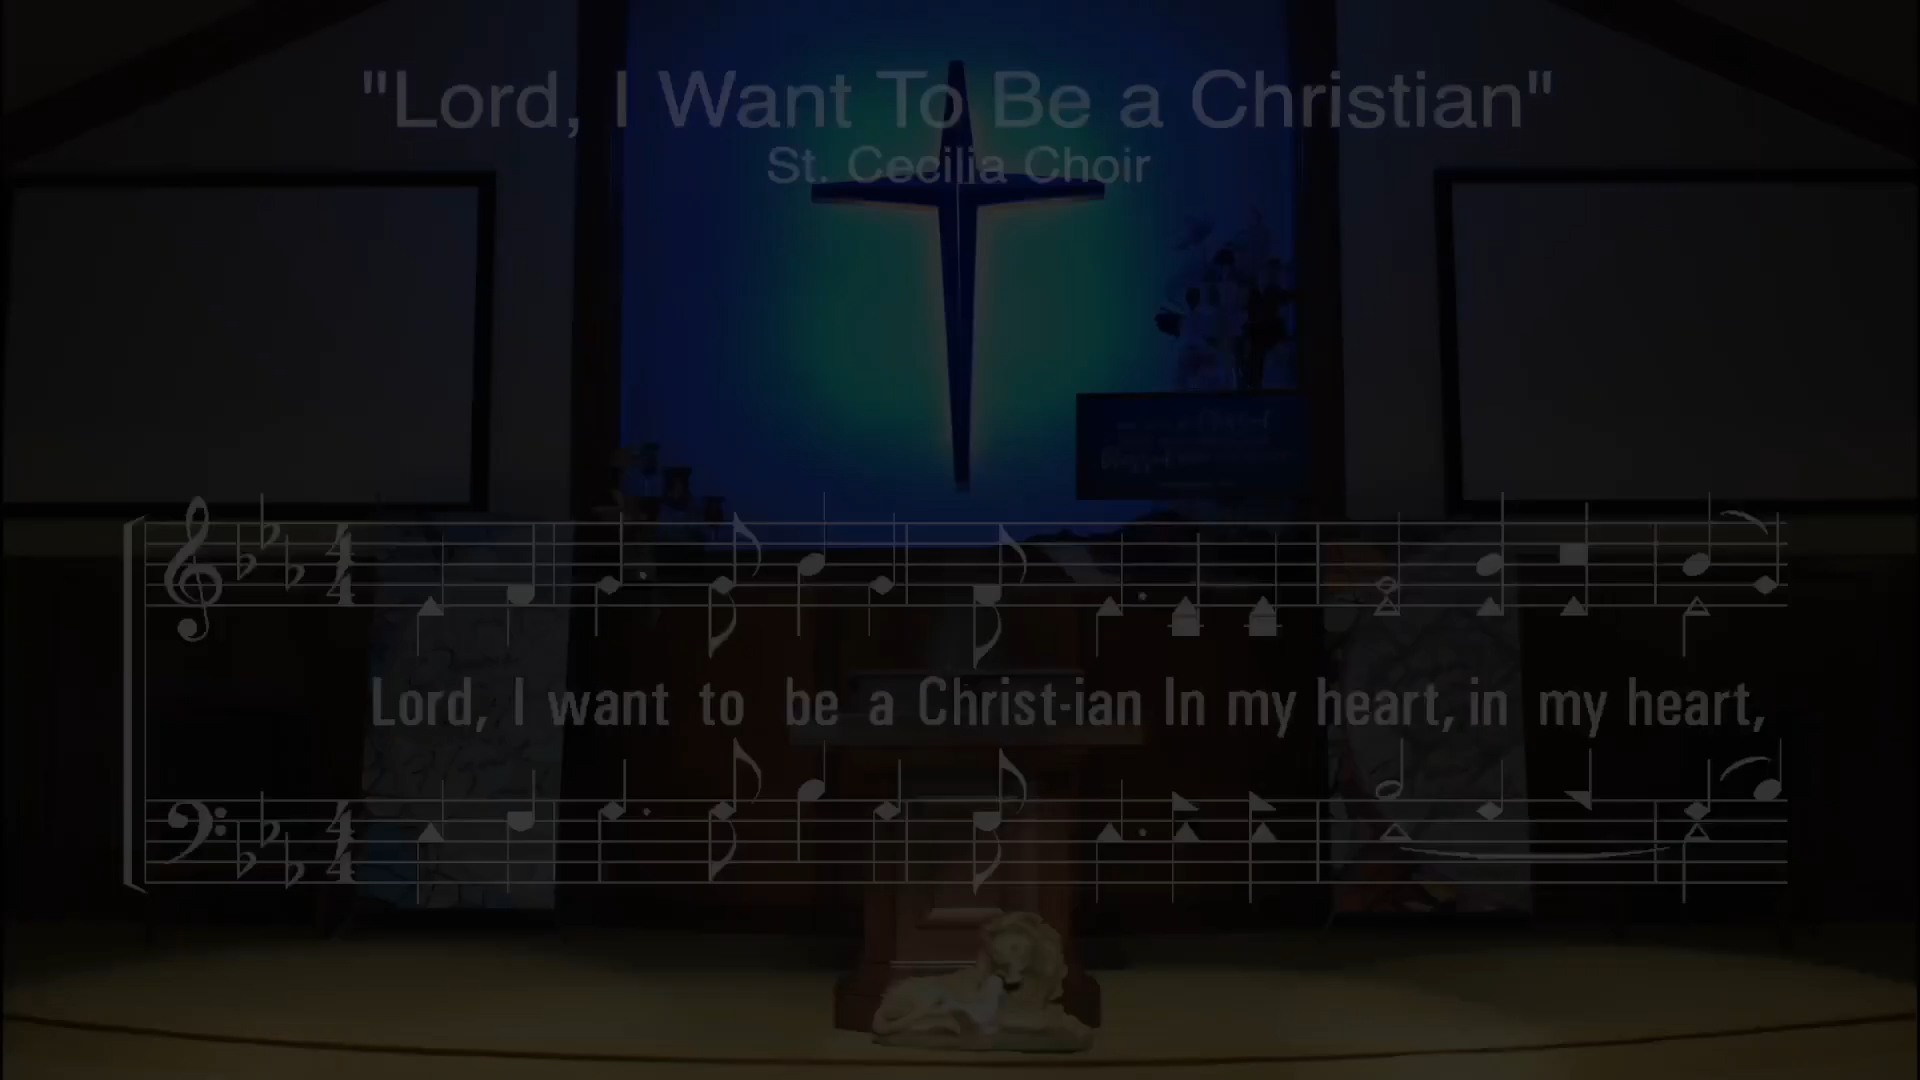 "Lord, I Want To Be a Christian"
St. Cecilia Choir
Lord, I want to be a Christ-ian In my heart, in my heart,